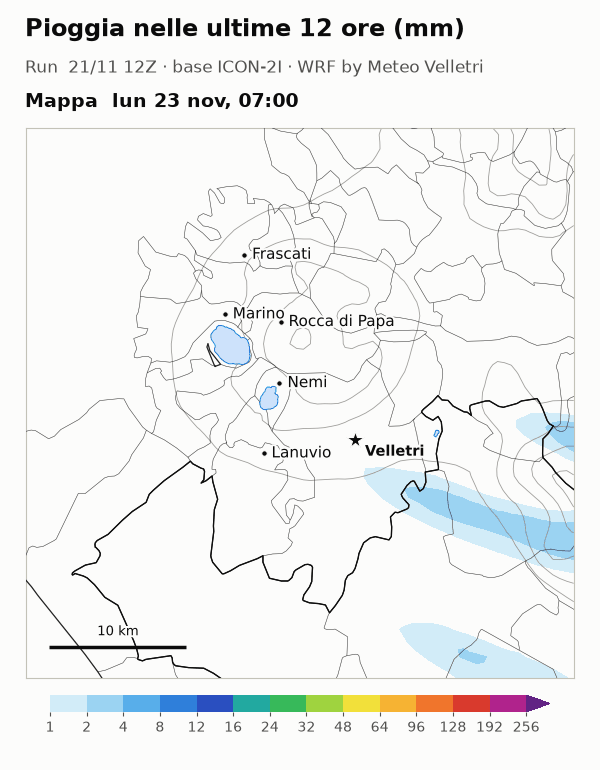 Pioggia nelle ultime 12 ore (mm)
Run  21/11 12Z · base ICON-2I · WRF by Meteo Velletri
Mappa  lun 23 nov, 07:00
Frascati
Marino
Rocca di Papa
Nemi
Velletri
Lanuvio
10 km
1 2 4 8 12 16 24 32 48 64 96 128 192 256